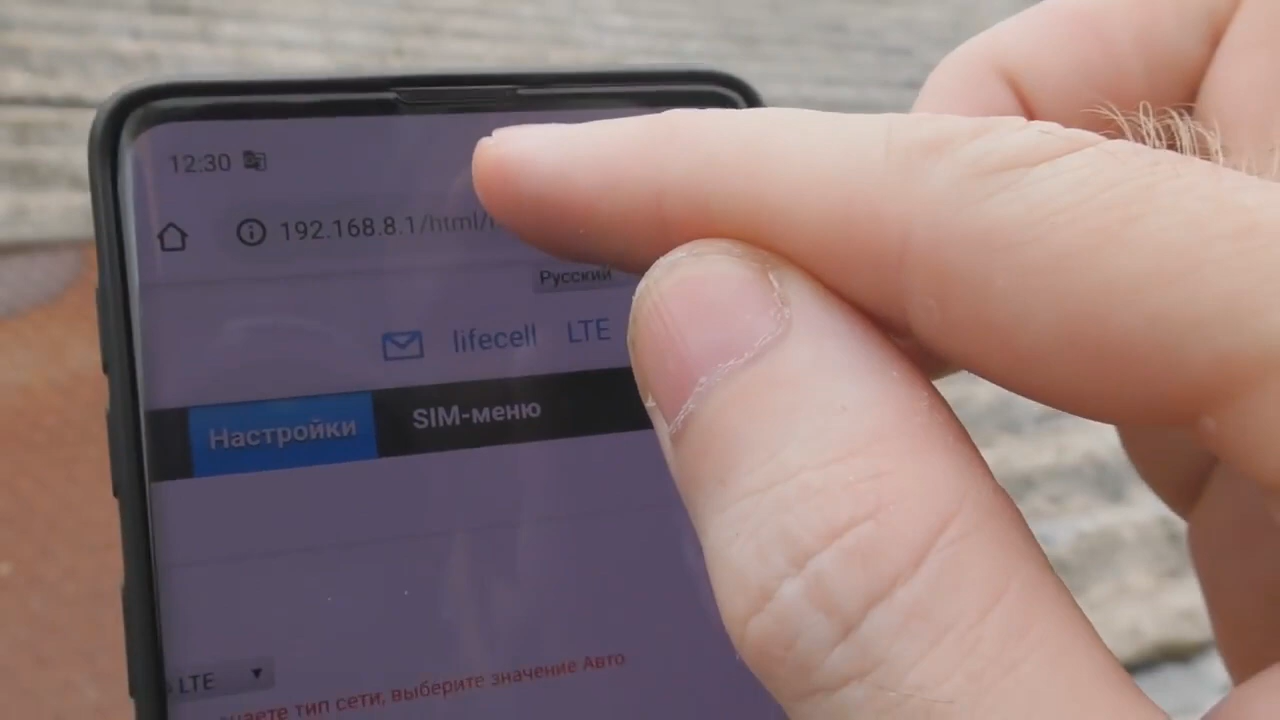 12:30
192.168.8.1/html/
Русский
lifecell LTE
Настройки SIM-меню
LTE
тип сети, выберите значение Авто